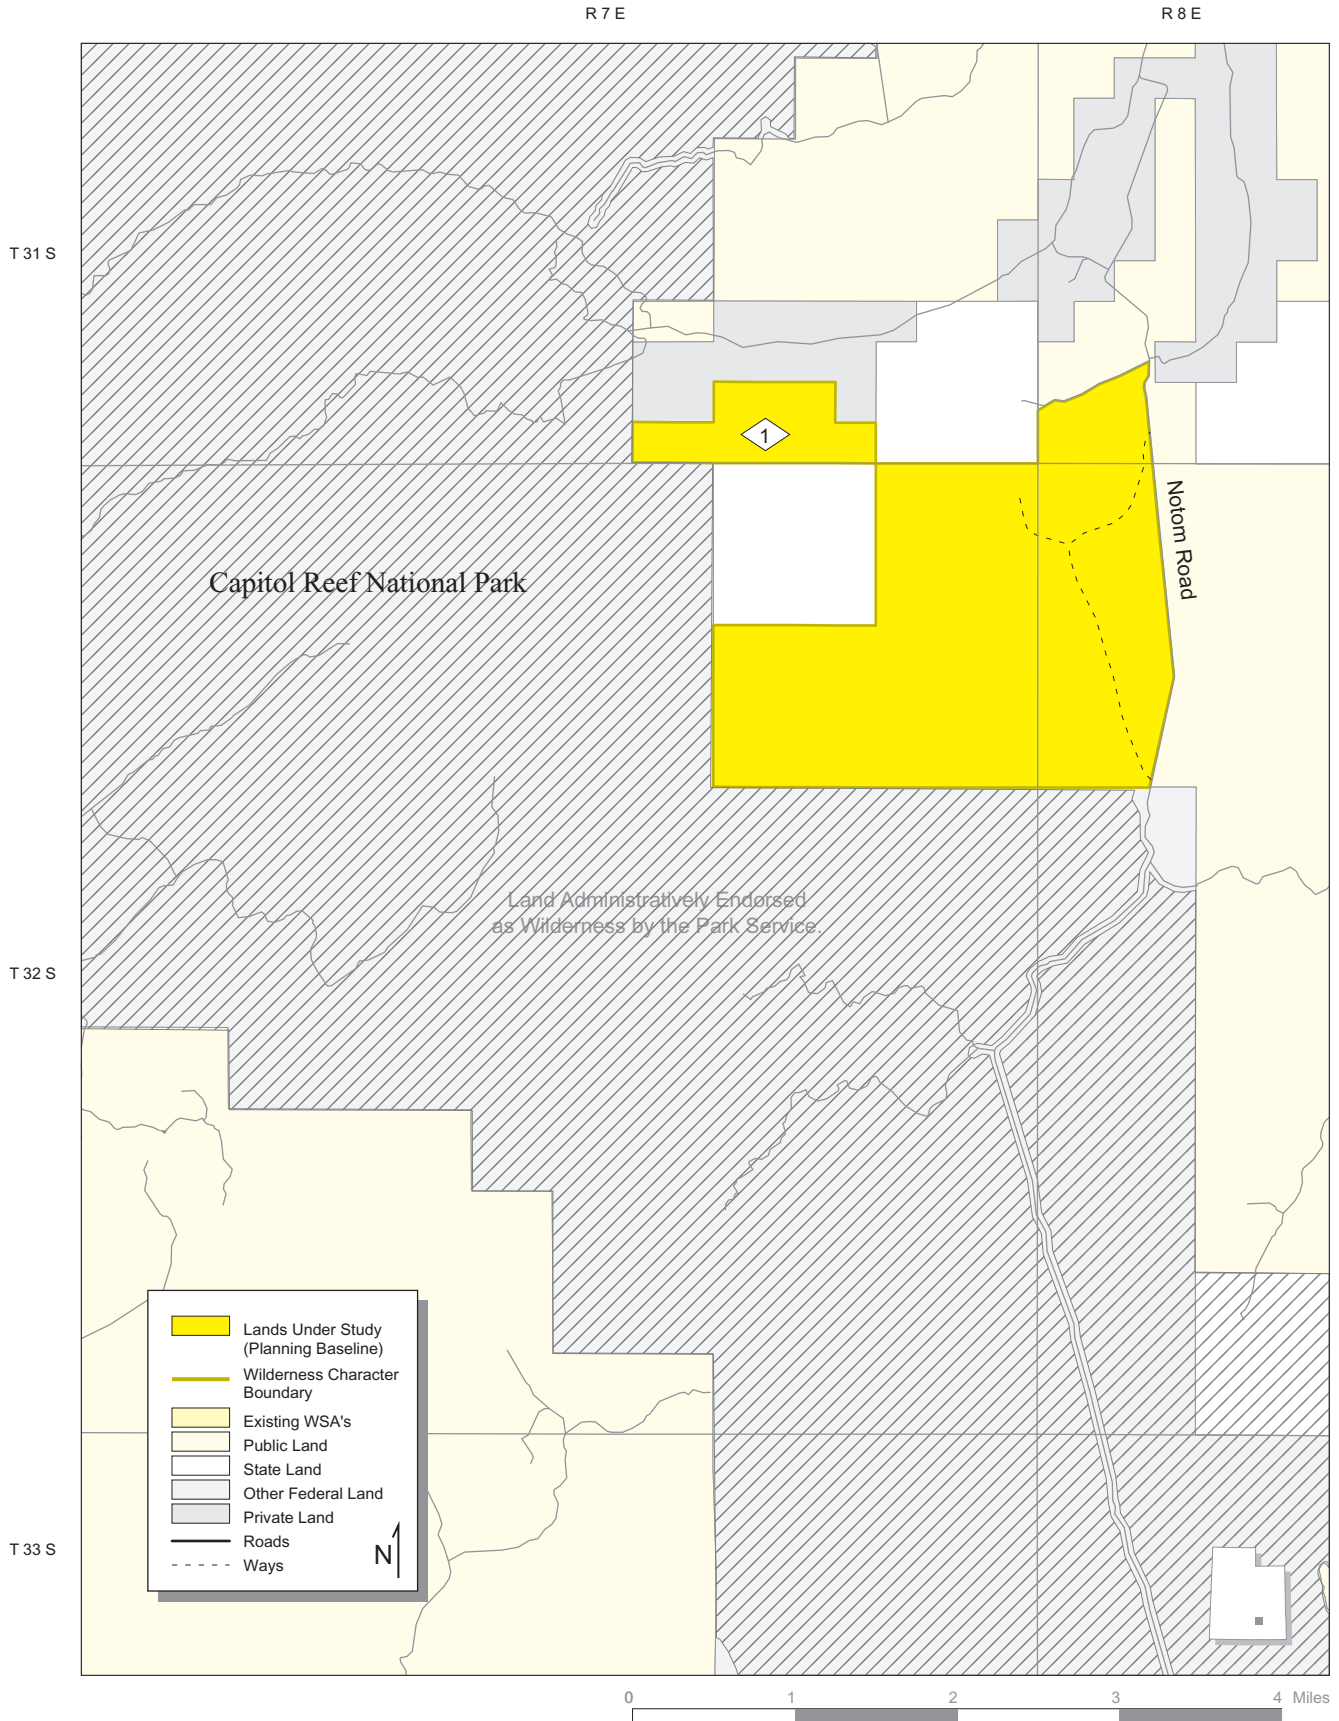 R 7 E
R 8 E
T 31 S
1
Notom Road
Capitol Reef National Park
Land Administratively Endorsed
as Wilderness by the Park Service.
T 32 S
Lands Under Study
(Planning Baseline)
Wilderness Character
Boundary
Existing WSA's
Public Land
State Land
Other Federal Land
Private Land
Roads
Ways
N
T 33 S
0 1 2 3 4 Miles